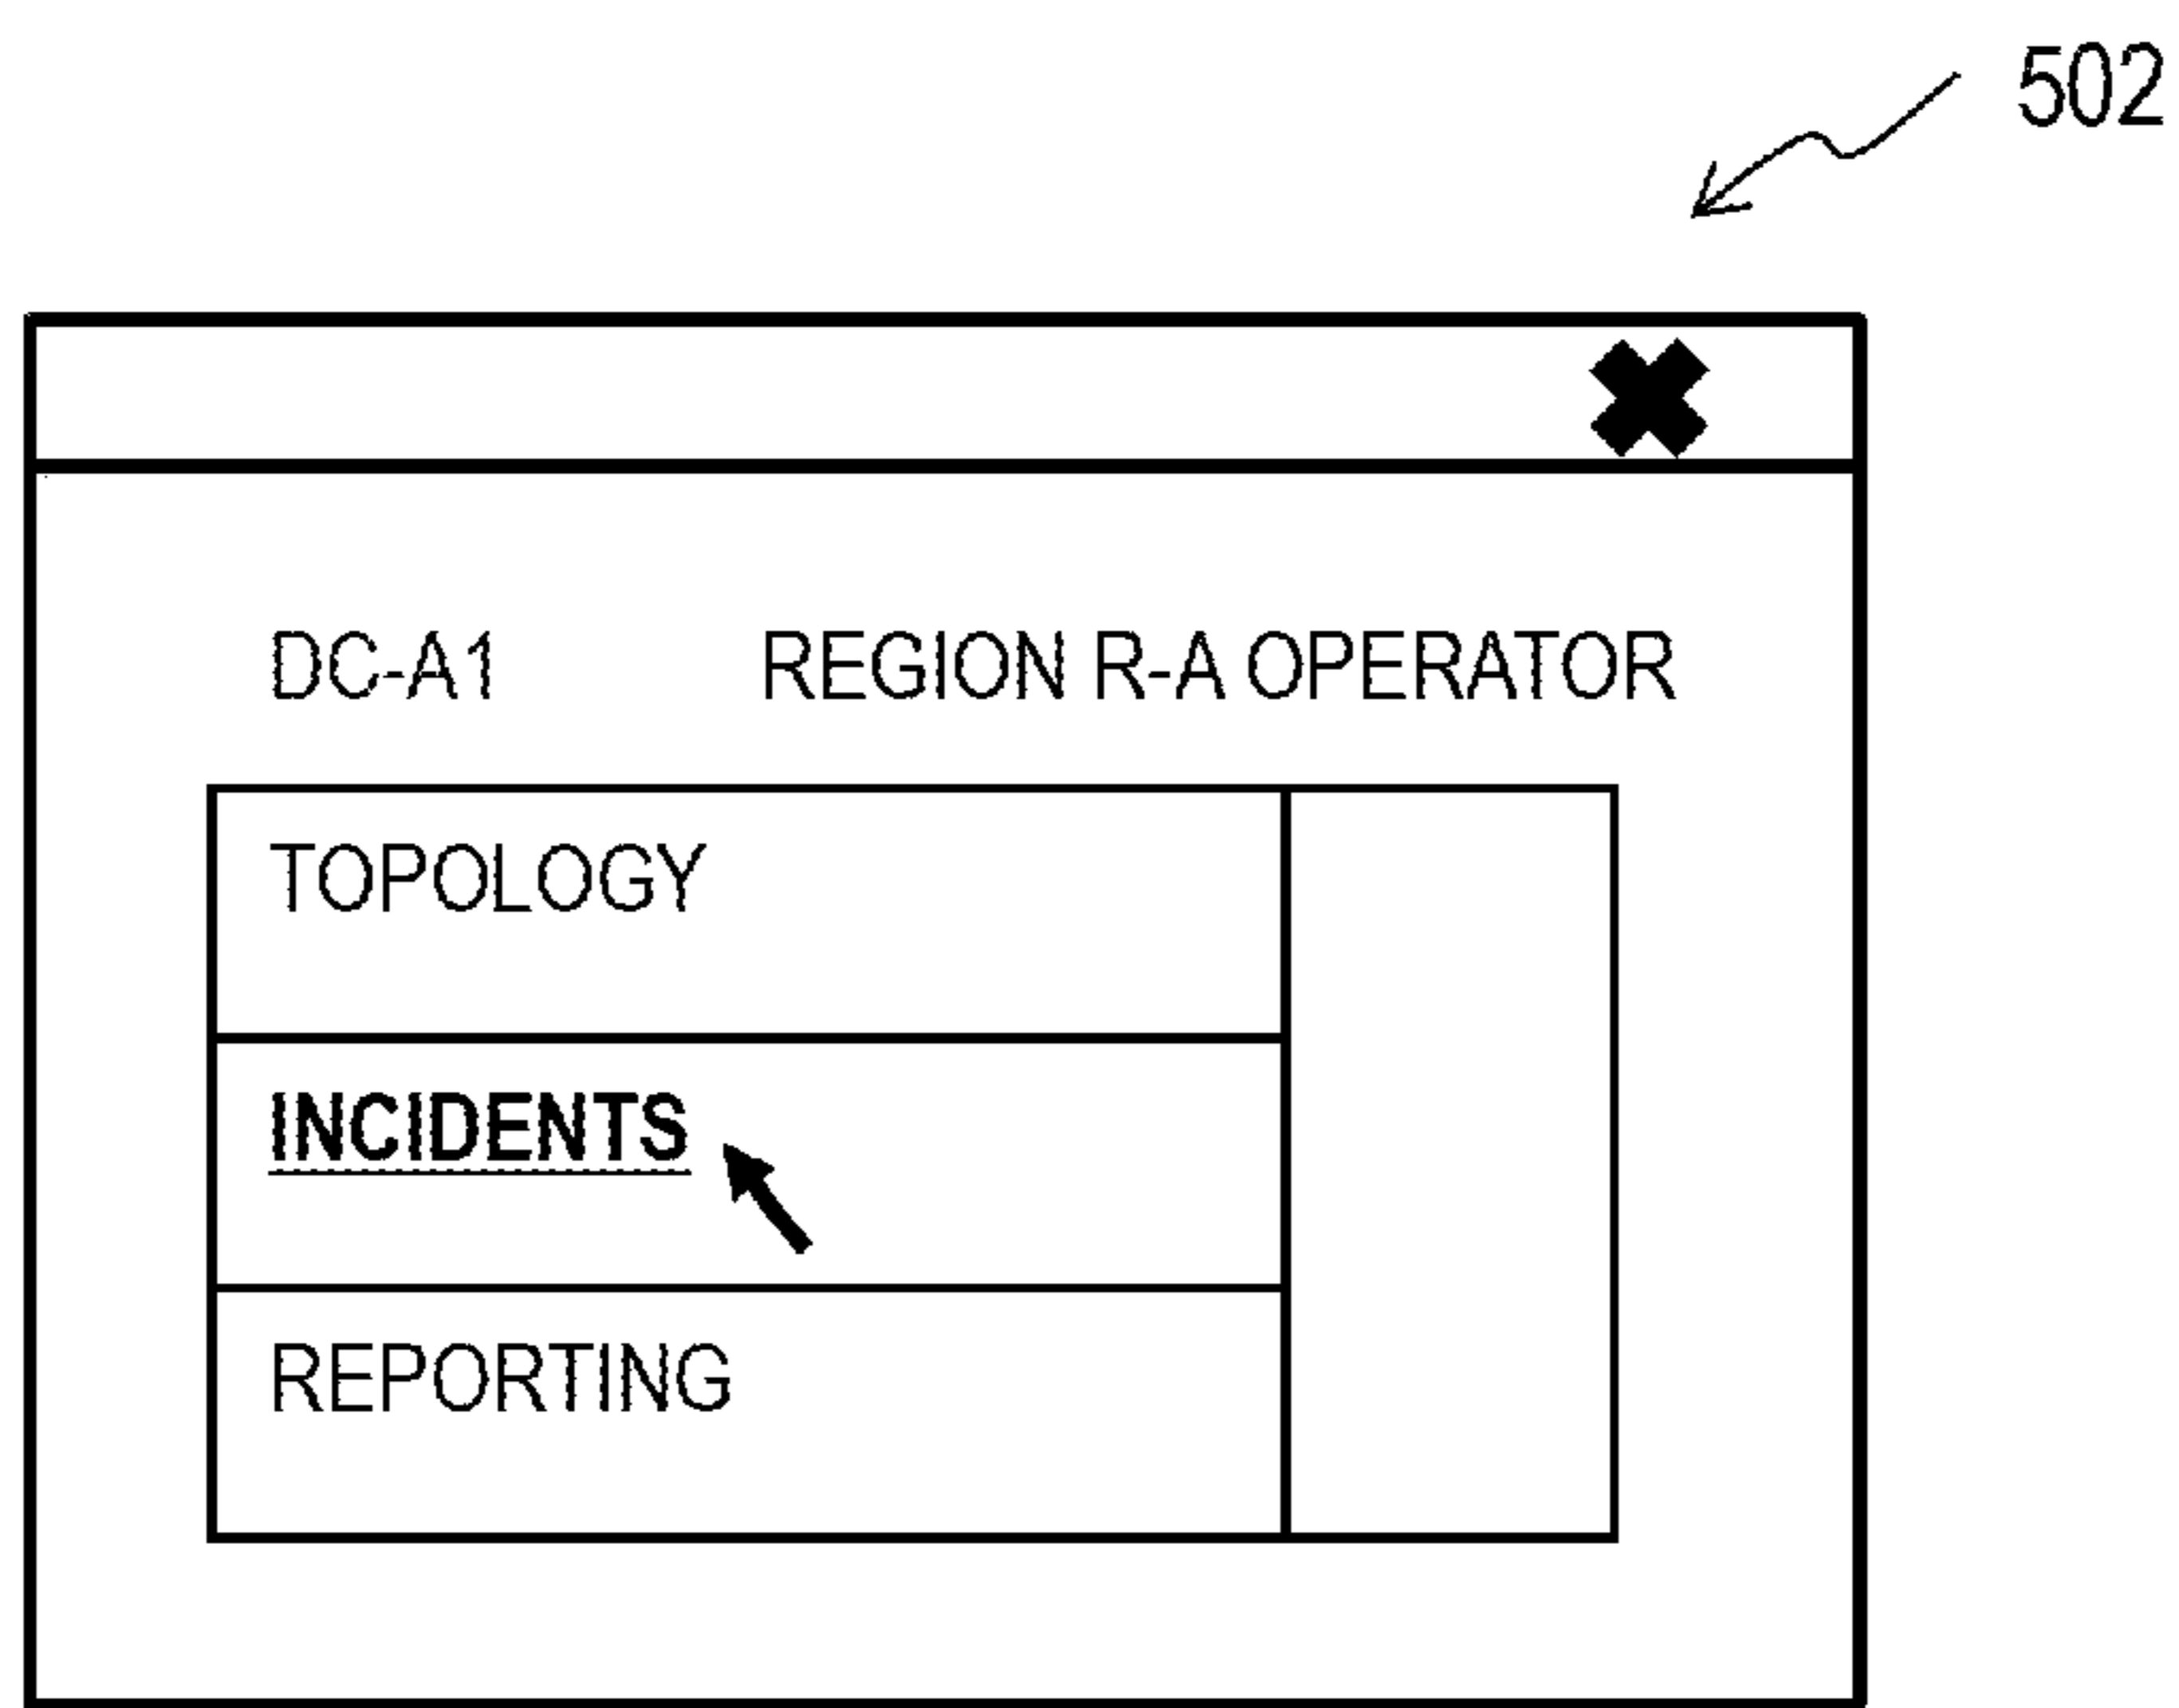 502
DC-A1 REGION R-A OPERATOR
TOPOLOGY
INCIDENTS
REPORTING